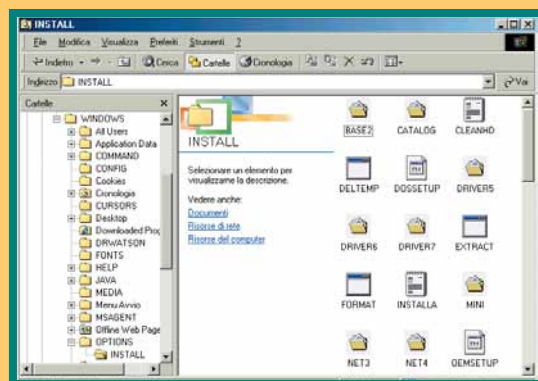 INSTALL
File Modifica Visualizza Preferiti Strumenti ?
Indietro Cerca Cartelle Cronologia
Indirizzo INSTALL Vai
Cartelle
WINDOWS
All Users
Application Data
COMMAND
CONFIG
Cookies
Cronologia
CURSORS
Desktop
Downloaded Prog
DRWATSON
FONTS
HELP
JAVA
MEDIA
Menu Avvio
MSAGENT
Offline Web Page
OPTIONS
INSTALL
INSTALL
Selezionare un elemento per
visualizzarne la descrizione.
Vedere anche:
Documenti
Risorse di rete
Risorse del computer
BASE2 CATALOG CLEANHD
DELTEMP DOSSETUP DRIVER5
DRIVER6 DRIVER7 EXTRACT
FORMAT INSTALLA MINI
NET3 NET4 OEMSETUP